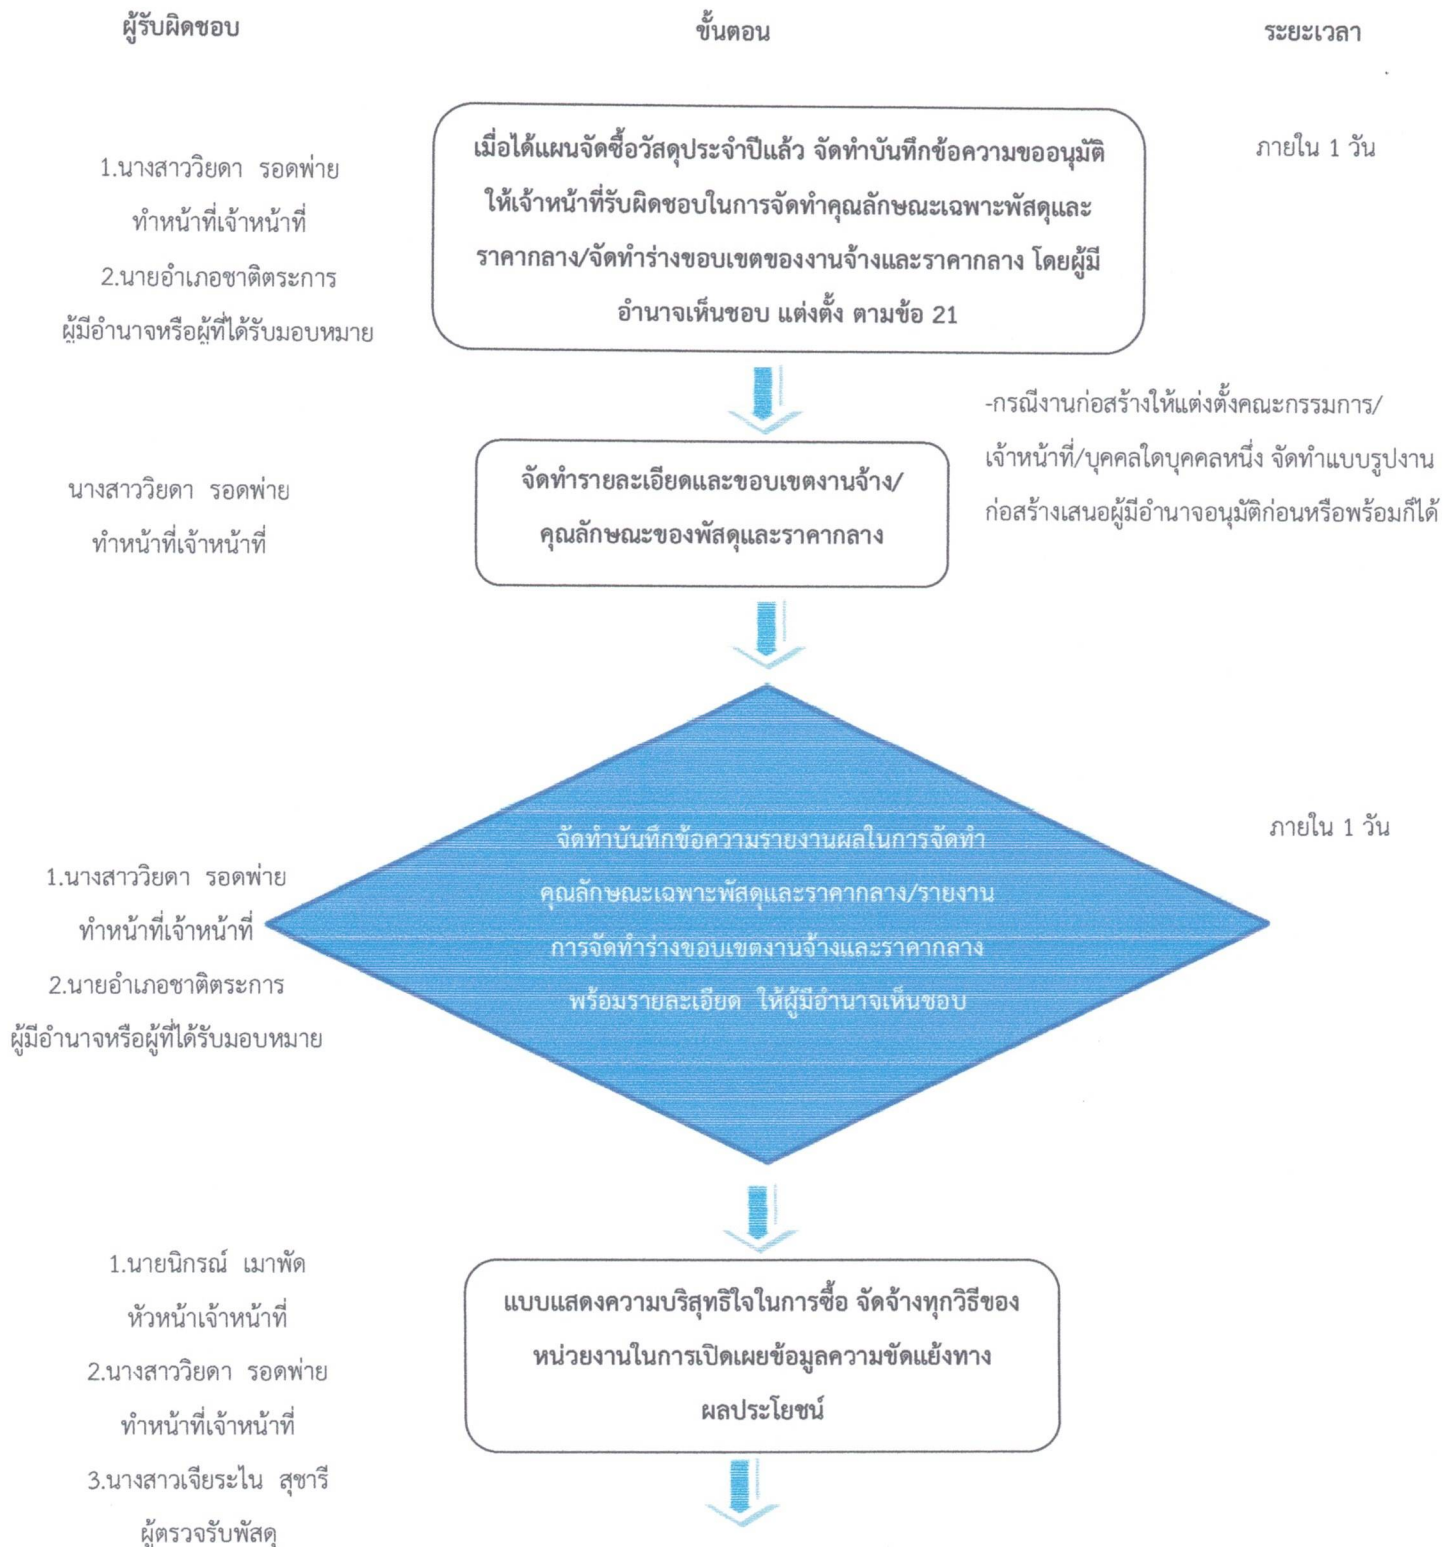 ผู้รับผิดชอบ
ขั้นตอน
ระยะเวลา
1.นางสาววิยดา รอดพ่าย
ทำหน้าที่เจ้าหน้าที่
2.นายอำเภอชาติตระการ
ผู้มีอำนาจหรือผู้ที่ได้รับมอบหมาย
เมื่อได้แผนจัดซื้อวัสดุประจำปีแล้ว จัดทำบันทึกข้อความขออนุมัติ
ให้เจ้าหน้าที่รับผิดชอบในการจัดทำคุณลักษณะเฉพาะพัสดุและ
ราคากลาง/จัดทำร่างขอบเขตของงานจ้างและราคากลาง โดยผู้มี
อำนาจเห็นชอบ แต่งตั้ง ตามข้อ 21
ภายใน 1 วัน
นางสาววิยดา รอดพ่าย
ทำหน้าที่เจ้าหน้าที่
จัดทำรายละเอียดและขอบเขตงานจ้าง/
คุณลักษณะของพัสดุและราคากลาง
-กรณีงานก่อสร้างให้แต่งตั้งคณะกรรมการ/
เจ้าหน้าที่/บุคคลใดบุคคลหนึ่ง จัดทำแบบรูปงาน
ก่อสร้างเสนอผู้มีอำนาจอนุมัติก่อนหรือพร้อมก็ได้
1.นางสาววิยดา รอดพ่าย
ทำหน้าที่เจ้าหน้าที่
2.นายอำเภอชาติตระการ
ผู้มีอำนาจหรือผู้ที่ได้รับมอบหมาย
จัดทำบันทึกข้อความรายงานผลในการจัดทำ
คุณลักษณะเฉพาะพัสดุและราคากลาง/รายงาน
การจัดทำร่างขอบเขตงานจ้างและราคากลาง
พร้อมรายละเอียด ให้ผู้มีอำนาจเห็นชอบ
ภายใน 1 วัน
1.นายนิกรณ์ เมาพัด
หัวหน้าเจ้าหน้าที่
2.นางสาววิยดา รอดพ่าย
ทำหน้าที่เจ้าหน้าที่
3.นางสาวเจียระไน สุชารี
ผู้ตรวจรับพัสดุ
แบบแสดงความบริสุทธิใจในการซื้อ จัดจ้างทุกวิธีของ
หน่วยงานในการเปิดเผยข้อมูลความขัดแย้งทาง
ผลประโยชน์